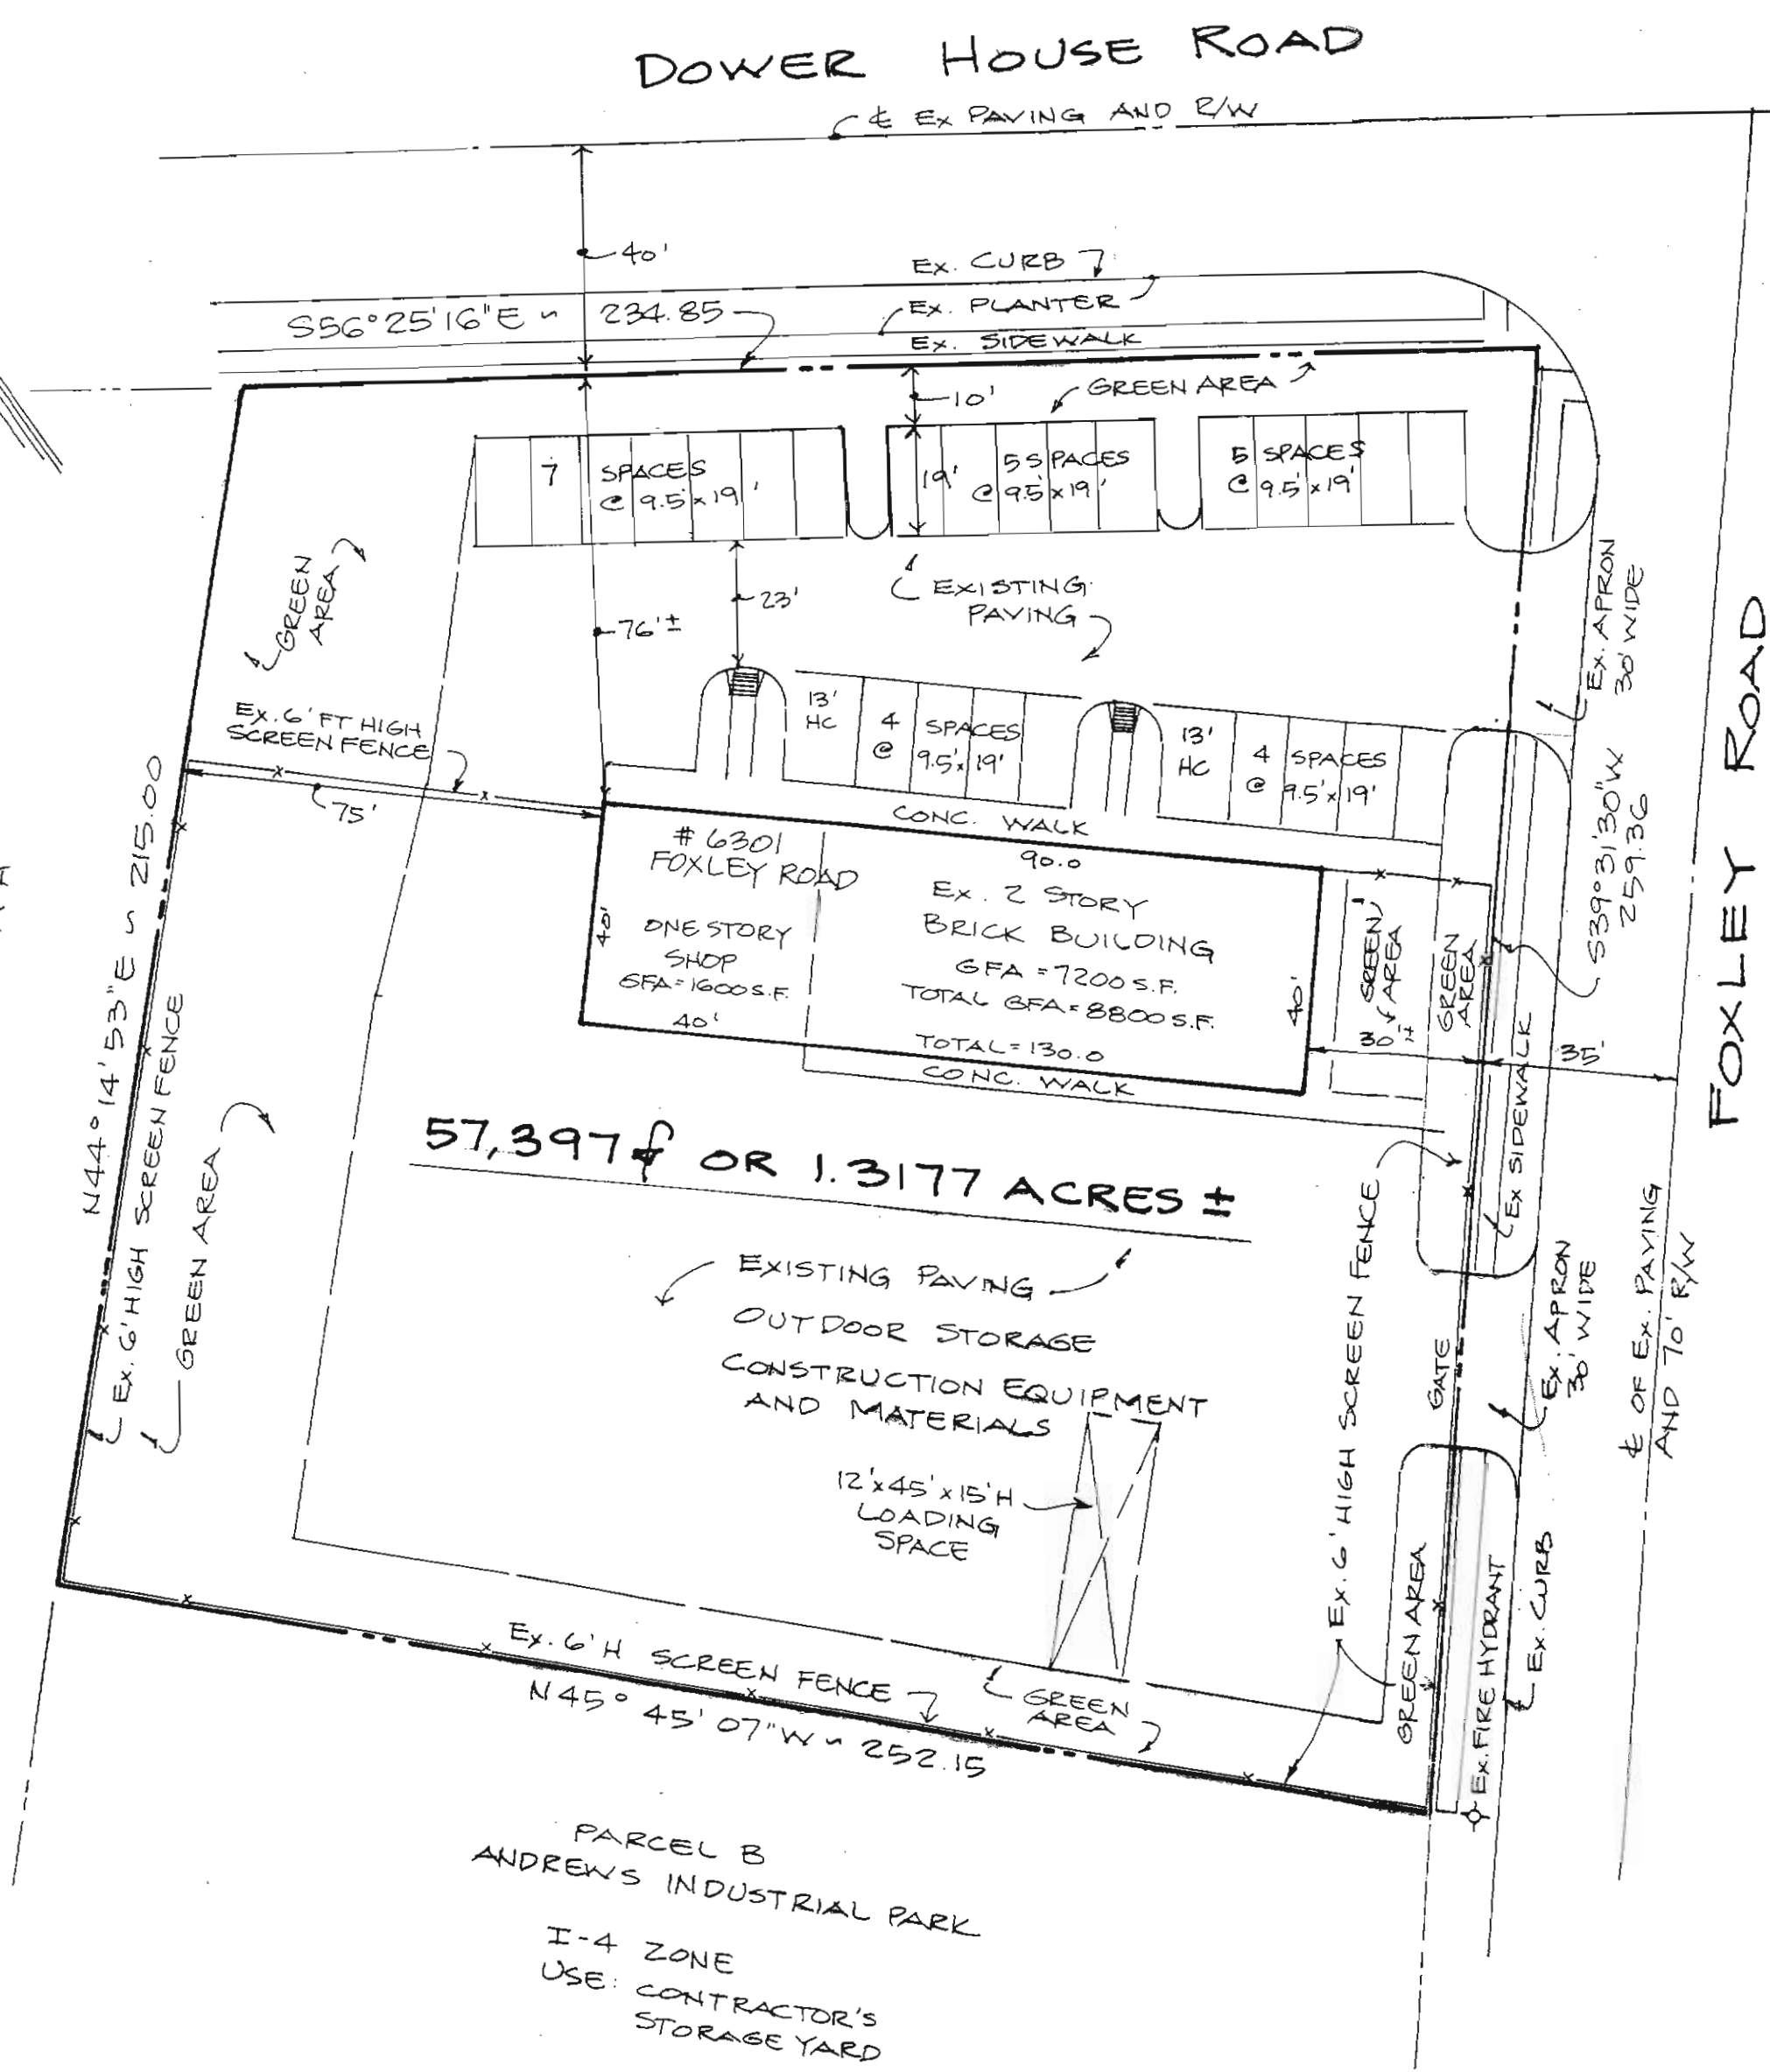 DOWER HOUSE ROAD
℄ EX PAVING AND R/W
40'
EX. CURB
S56°25'16"E ~ 234.85
EX. PLANTER
EX. SIDEWALK
10'
GREEN AREA
7 SPACES
@ 9.5'x19'
19'
5 SPACES
@ 9.5'x19'
5 SPACES
@ 9.5'x19'
GREEN
AREA
23'
76'±
EXISTING
PAVING
EX. APRON
30' WIDE
FOXLEY ROAD
EX. 6' FT HIGH
SCREEN FENCE
75'
13'
HC
4 SPACES
@ 9.5'x19'
13'
HC
4 SPACES
@ 9.5'x19'
CONC. WALK
S39°31'30"W
259.36
N44°14'53"E ~ 215.00
# 6301
FOXLEY ROAD
40'
ONE STORY
SHOP
GFA=1600 S.F.
40'
90.0
EX. 2 STORY
BRICK BUILDING
GFA = 7200 S.F.
TOTAL GFA = 8800 S.F.
TOTAL = 130.0
40'
CONC. WALK
GREEN
AREA
GREEN
AREA
30'±
35'
EX SIDEWALK
EX. 6' HIGH SCREEN FENCE
GREEN AREA
57,397 ⏍ OR 1.3177 ACRES ±
EXISTING PAVING
OUTDOOR STORAGE
CONSTRUCTION EQUIPMENT
AND MATERIALS
12'x45'x15'H
LOADING
SPACE
EX. 6' HIGH SCREEN FENCE
GATE
EX. APRON
30' WIDE
℄ OF EX. PAVING
AND 70' R/W
GREEN AREA
EX. FIRE HYDRANT
EX. CURB
EX. 6' H SCREEN FENCE
GREEN
AREA
N45° 45' 07"W ~ 252.15
PARCEL B
ANDREWS INDUSTRIAL PARK
I-4 ZONE
USE: CONTRACTOR'S
STORAGE YARD